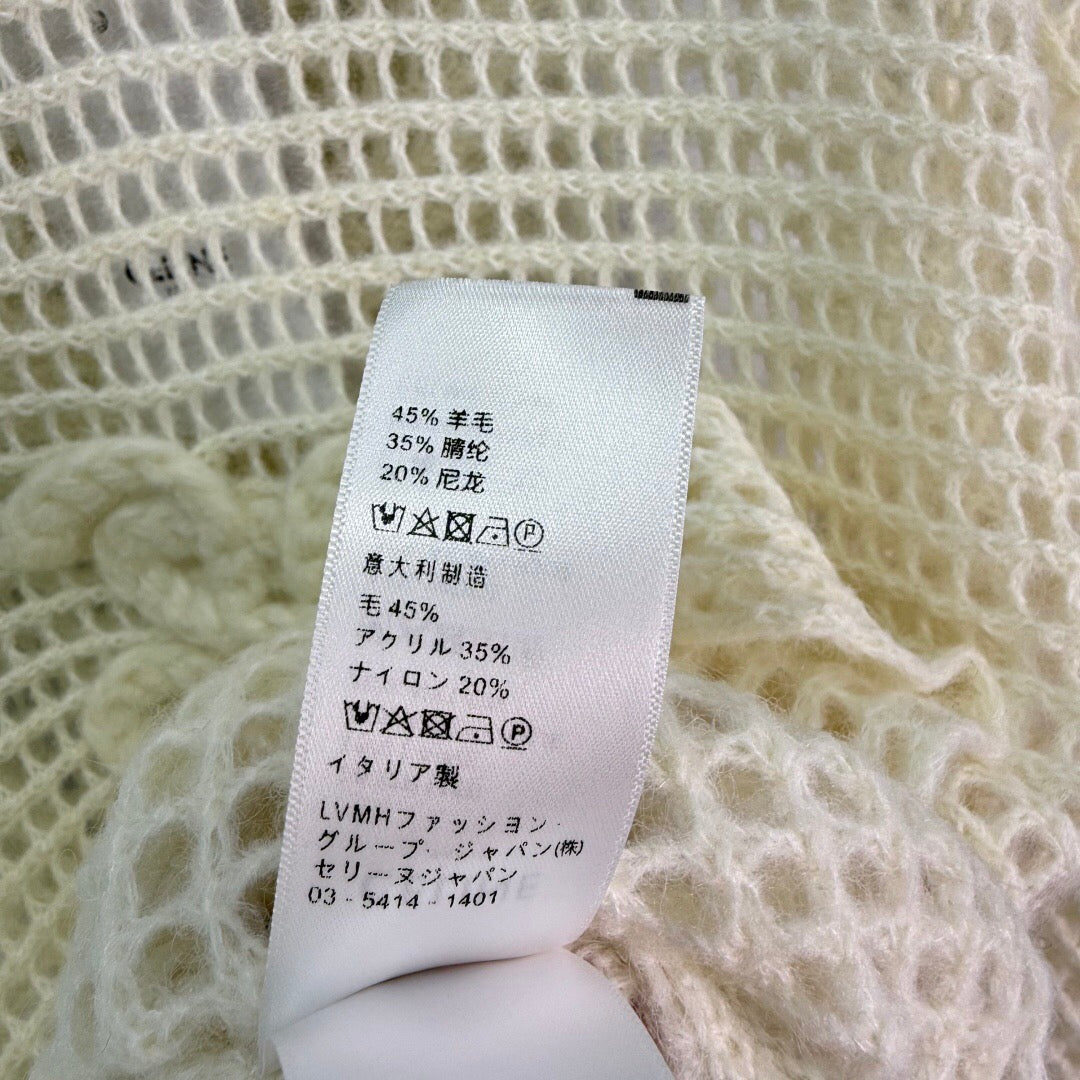 45% 羊毛
35% 腈纶
20% 尼龙
P
意大利制造
毛 45%
アクリル 35%
ナイロン 20%
P
イタリア製
LVMHファッション・
グループ・ジャパン(株)
セリーヌジャパン
03-5414-1401